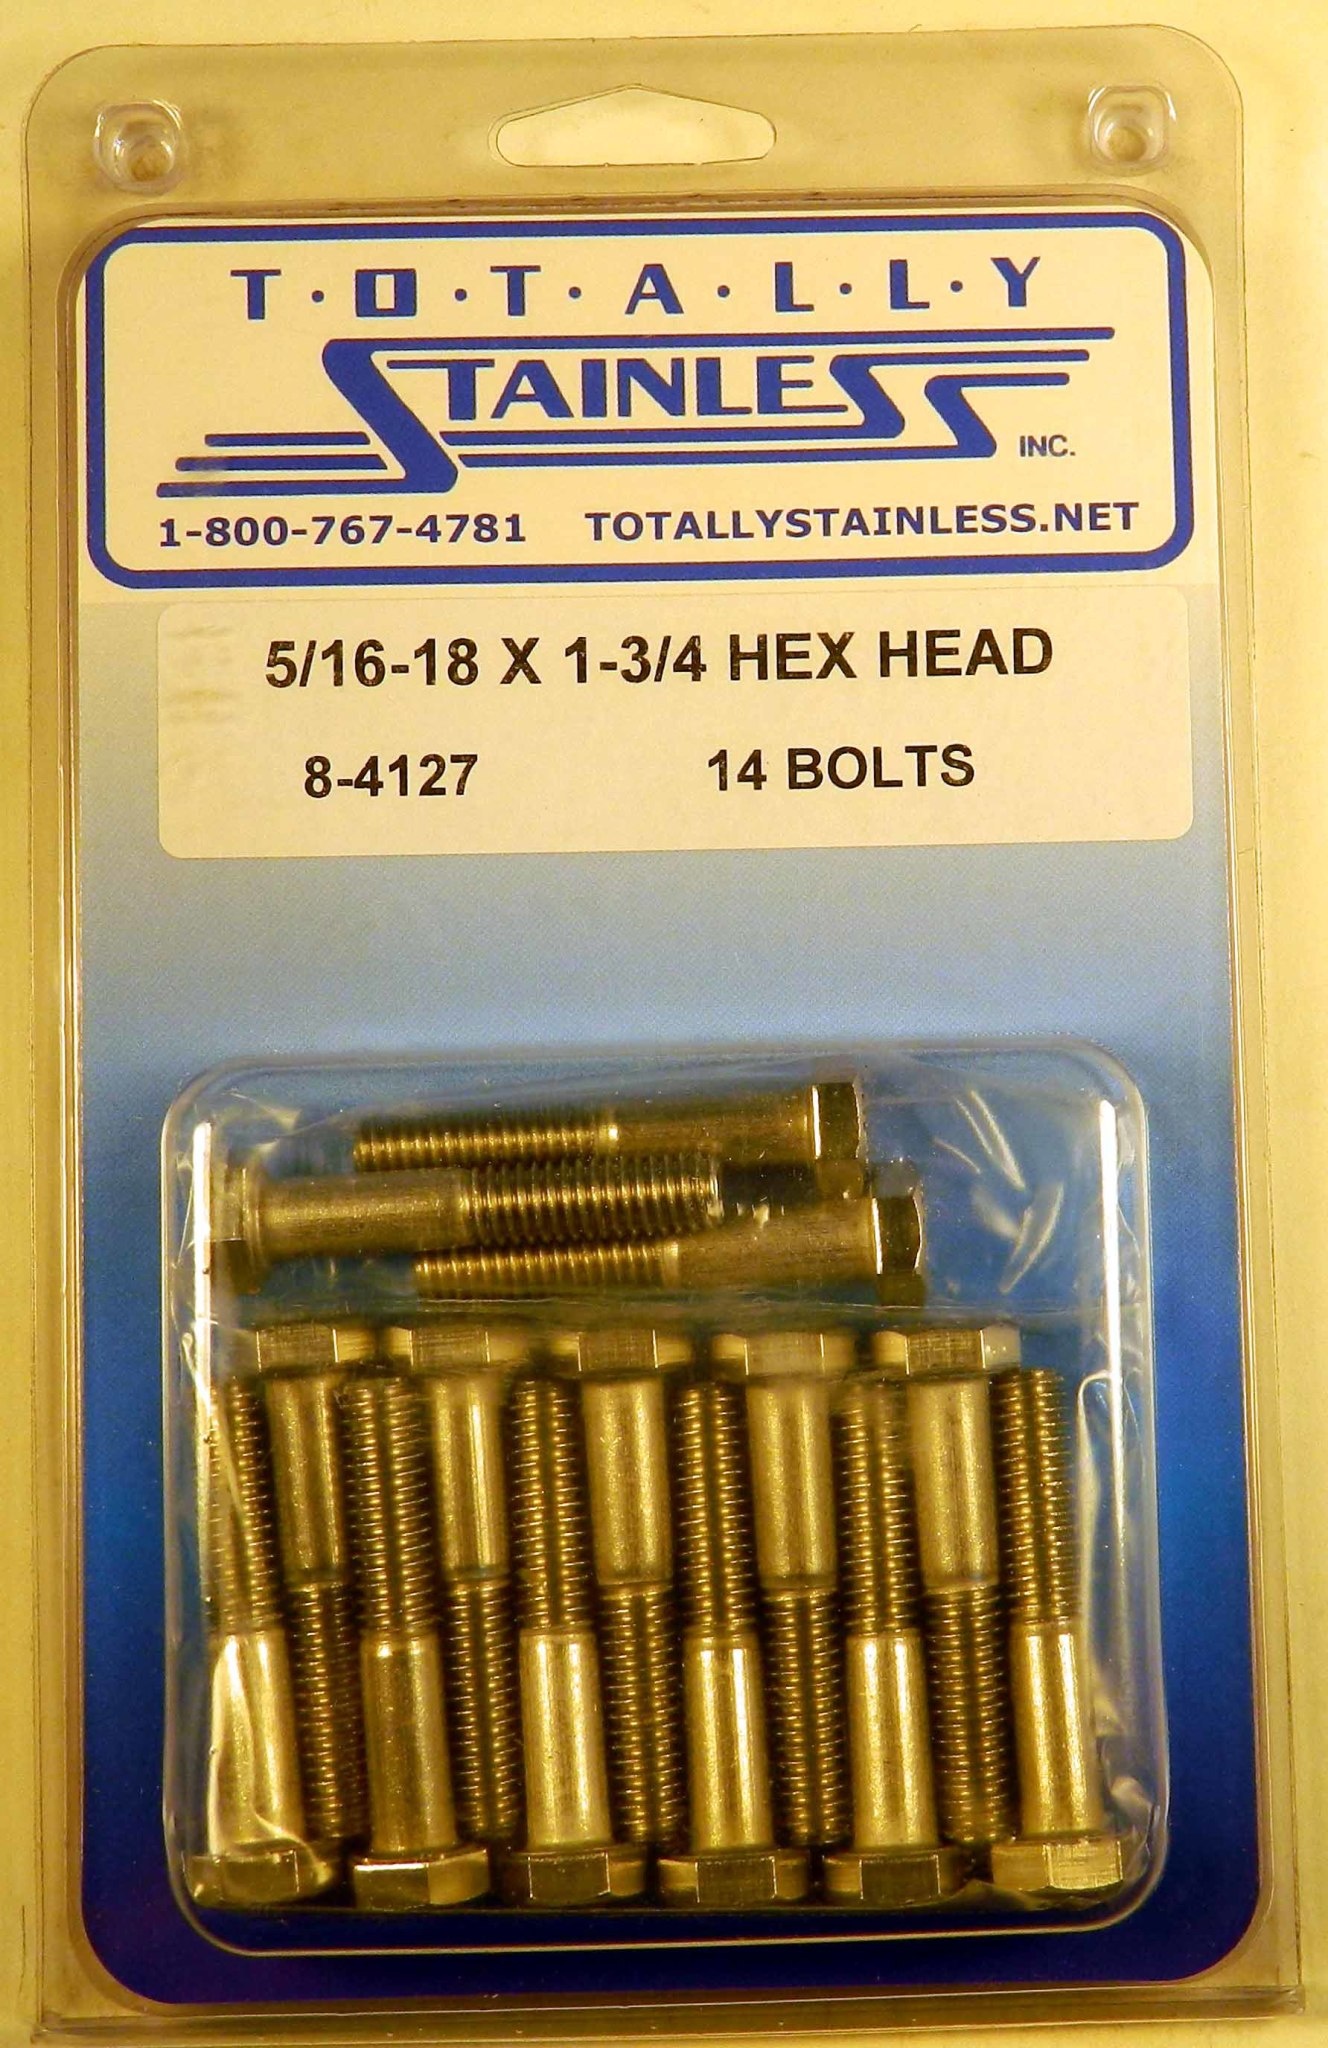 T·O·T·A·L·L·Y
STAINLESS INC.
1-800-767-4781 TOTALLYSTAINLESS.NET
5/16-18 X 1-3/4 HEX HEAD
8-4127 14 BOLTS